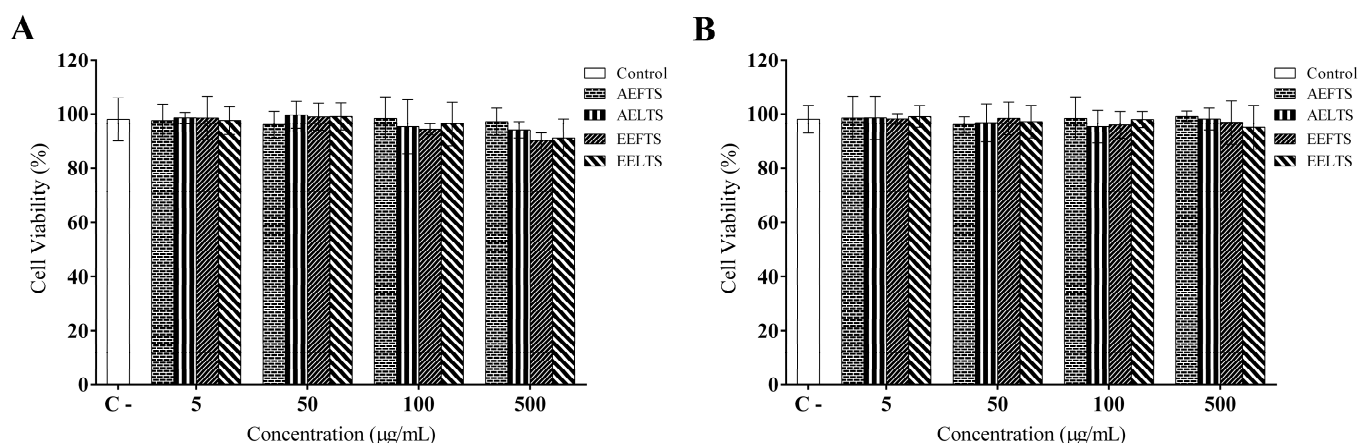 A
120
100
80
60
40
20
0
Cell Viability (%)
C - 5 50 100 500
Concentration (µg/mL)
Control
AEFTS
AELTS
EEFTS
EELTS
B
120
100
80
60
40
20
0
Cell Viability (%)
C - 5 50 100 500
Concentration (µg/mL)
Control
AEFTS
AELTS
EEFTS
EELTS